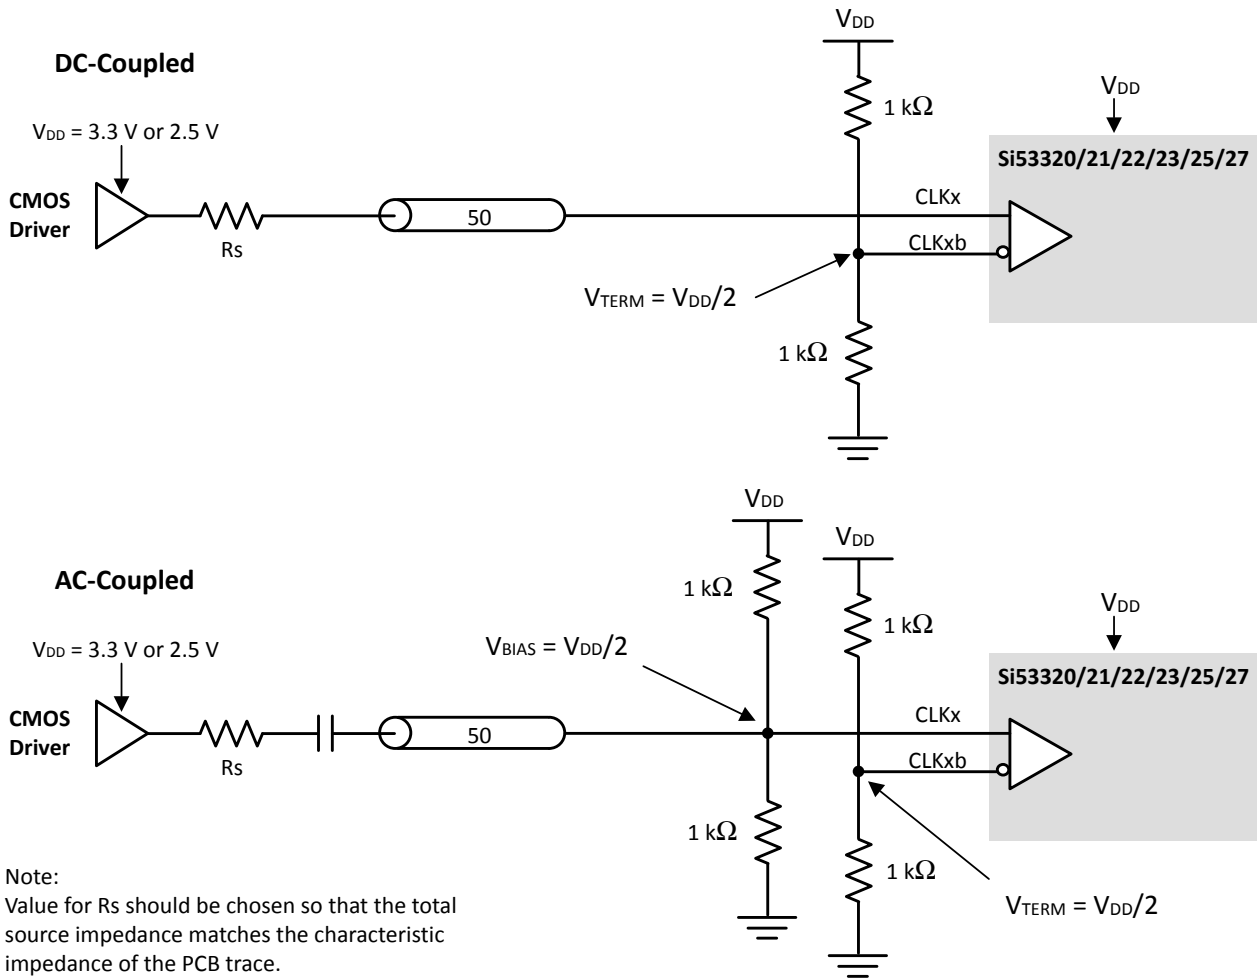 VDD
DC-Coupled
1 kΩ
VDD
VDD = 3.3 V or 2.5 V
Si53320/21/22/23/25/27
CMOS
Driver
Rs
50
CLKx
CLKxb
VTERM = VDD/2
1 kΩ
VDD
VDD
AC-Coupled
1 kΩ
1 kΩ
VDD
VDD = 3.3 V or 2.5 V
VBIAS = VDD/2
Si53320/21/22/23/25/27
CMOS
Driver
Rs
50
CLKx
CLKxb
1 kΩ
1 kΩ
VTERM = VDD/2
Note:
Value for Rs should be chosen so that the total
source impedance matches the characteristic
impedance of the PCB trace.